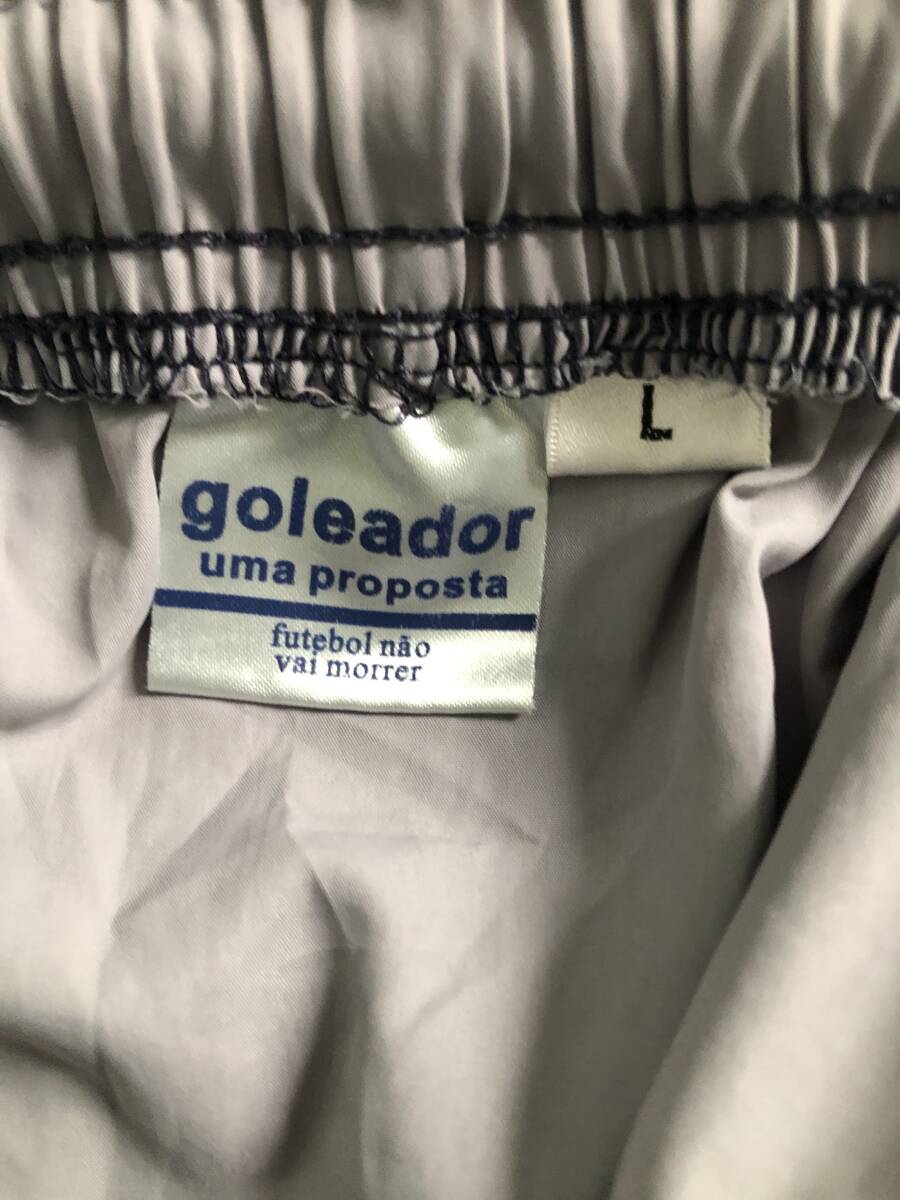 goleador
uma proposta
futebol não
vai morrer
L